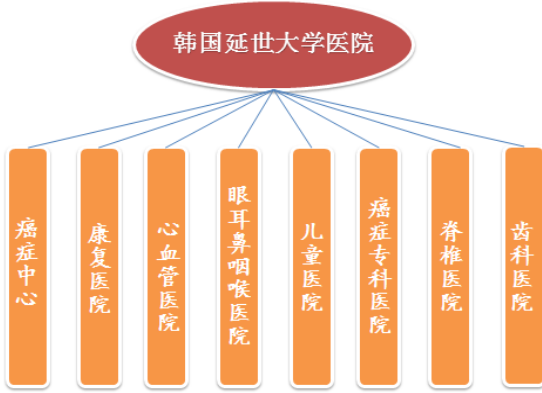 韩国延世大学医院
癌症中心
康复医院
心血管医院
眼耳鼻咽喉医院
儿童医院
癌症专科医院
脊椎医院
齿科医院